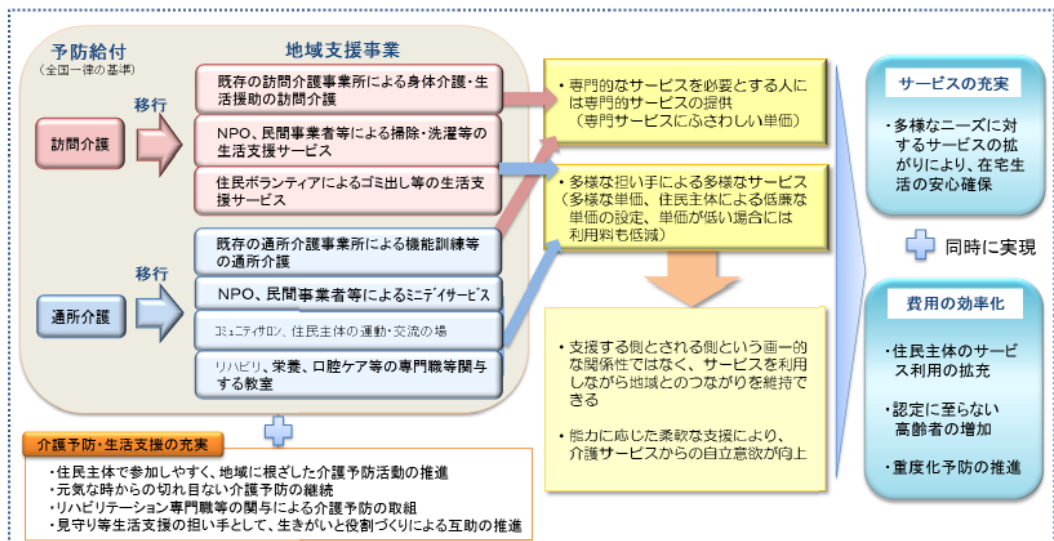 予防給付
(全国一律の基準)
地域支援事業
移行
訪問介護
既存の訪問介護事業所による身体介護・生
活援助の訪問介護
NPO、民間事業者等による掃除・洗濯等の
生活支援サービス
住民ボランティアによるゴミ出し等の生活支
援サービス
移行
通所介護
既存の通所介護事業所による機能訓練等
の通所介護
NPO、民間事業者等によるミニデイサービス
コミュニティサロン、住民主体の運動・交流の場
リハビリ、栄養、口腔ケア等の専門職等関与
する教室
介護予防・生活支援の充実
・住民主体で参加しやすく、地域に根ざした介護予防活動の推進
・元気な時からの切れ目ない介護予防の継続
・リハビリテーション専門職等の関与による介護予防の取組
・見守り等生活支援の担い手として、生きがいと役割づくりによる互助の推進
・専門的なサービスを必要とする人に
は専門的サービスの提供
(専門サービスにふさわしい単価)
・多様な担い手による多様なサービス
(多様な単価、住民主体による低廉な
単価の設定、単価が低い場合には
利用料も低減)
・支援する側とされる側という画一的
な関係性ではなく、サービスを利用
しながら地域とのつながりを維持で
きる
・能力に応じた柔軟な支援により、
介護サービスからの自立意欲が向上
サービスの充実
・多様なニーズに対
するサービスの拡
がりにより、在宅生
活の安心確保
同時に実現
費用の効率化
・住民主体のサービ
ス利用の拡充
・認定に至らない
高齢者の増加
・重度化予防の推進